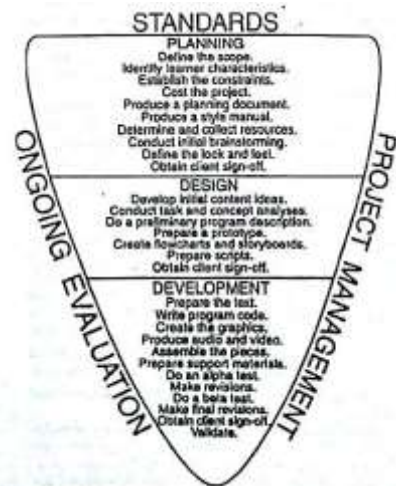 STANDARDS
PLANNING
Define the scope.
Identify learner characteristics.
Establish the constraints.
Cost the project.
Produce a planning document.
Produce a style manual.
Determine and collect resources.
Conduct initial brainstorming.
Define the look and feel.
Obtain client sign-off.
DESIGN
Develop initial content ideas.
Conduct task and concept analyses.
Do a preliminary program description.
Prepare a prototype.
Create flowcharts and storyboards.
Prepare scripts.
Obtain client sign-off.
DEVELOPMENT
Prepare the text.
Write program code.
Create the graphics.
Produce audio and video.
Assemble the pieces.
Prepare support materials.
Do an alpha test.
Make revisions.
Do a beta test.
Make final revisions.
Obtain client sign-off.
Validate.
ONGOING EVALUATION
PROJECT MANAGEMENT